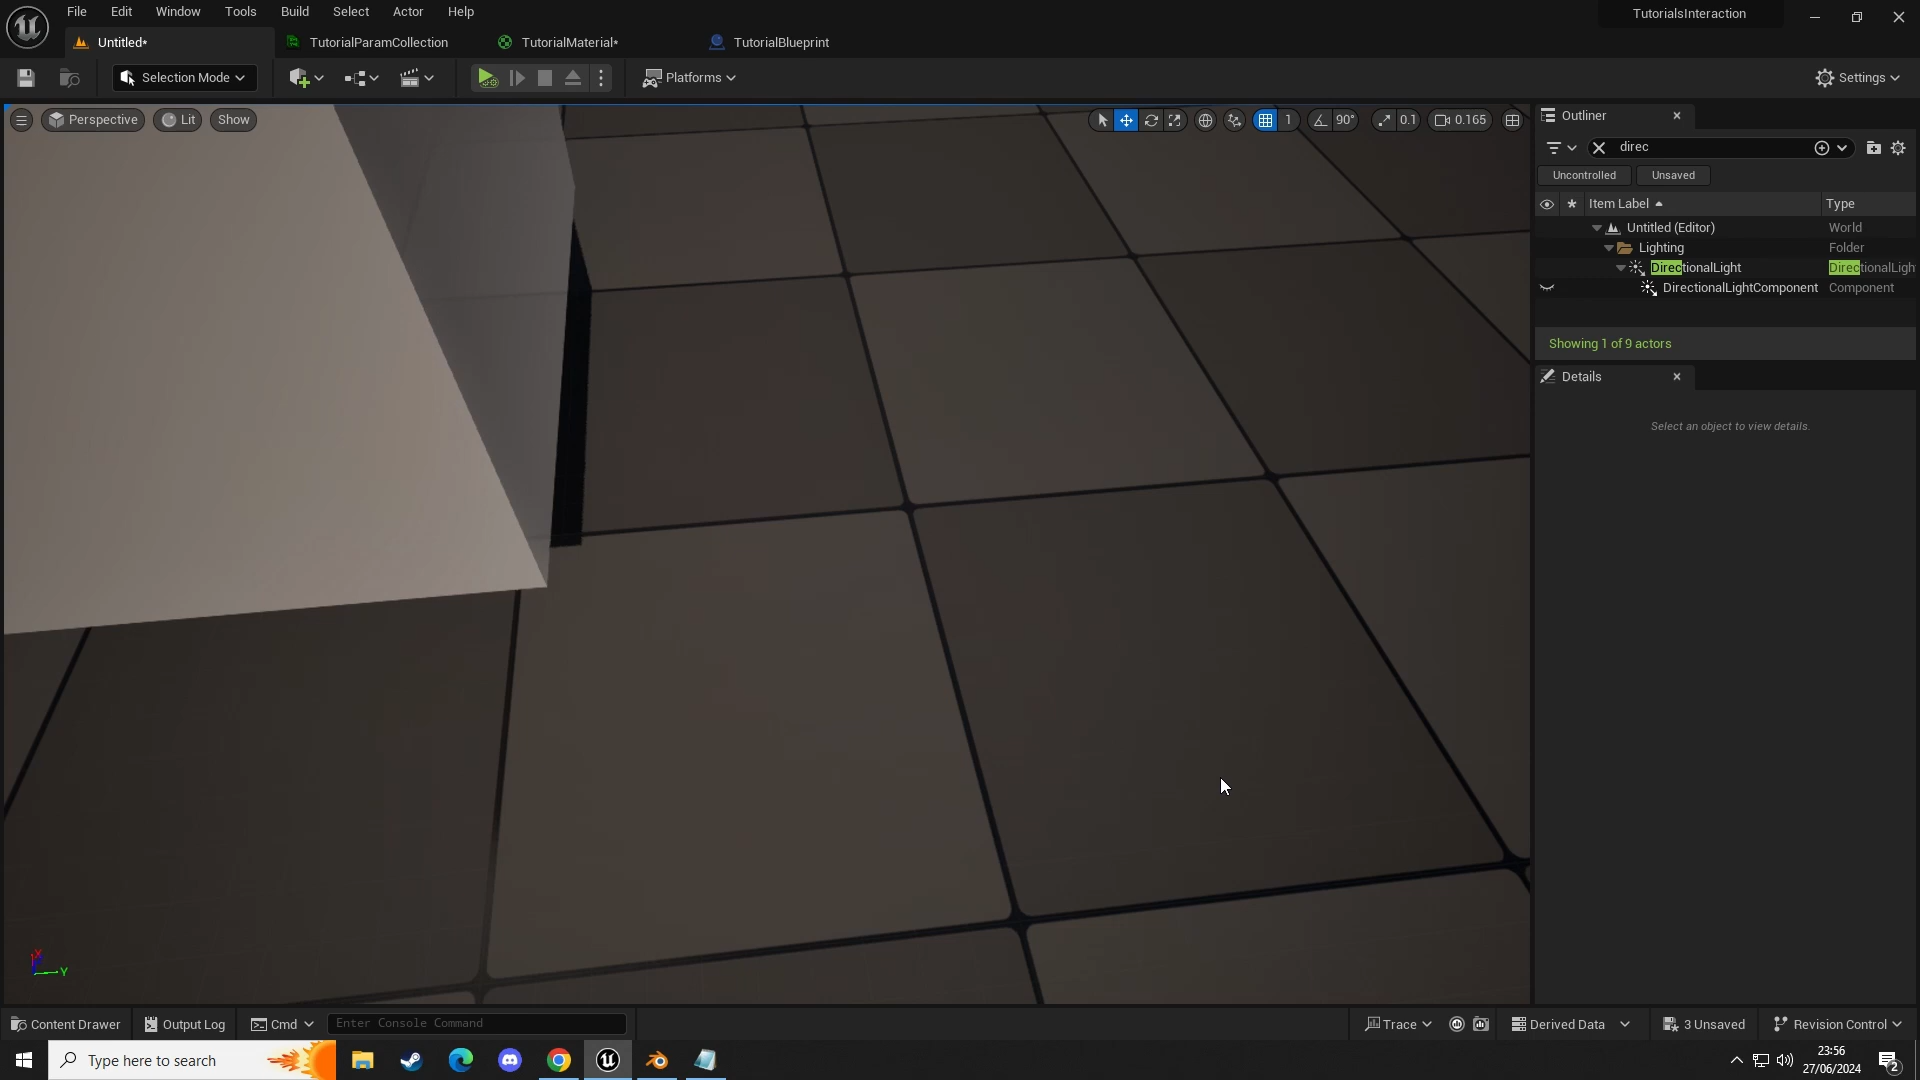 File Edit Window Tools Build Select Actor Help
TutorialsInteraction
Untitled* TutorialParamCollection TutorialMaterial* TutorialBlueprint
Selection Mode Platforms Settings
Perspective Lit Show 1 90° 0.1 0.165
Outliner
direc
Uncontrolled Unsaved
Item Label Type
Untitled (Editor) World
Lighting Folder
DirectionalLight DirectionalLigh
DirectionalLightComponent Component
Showing 1 of 9 actors
Details
Select an object to view details.
X
Y
Content Drawer Output Log Cmd Enter Console Command Trace Derived Data 3 Unsaved Revision Control
Type here to search
23:56
27/06/2024
2